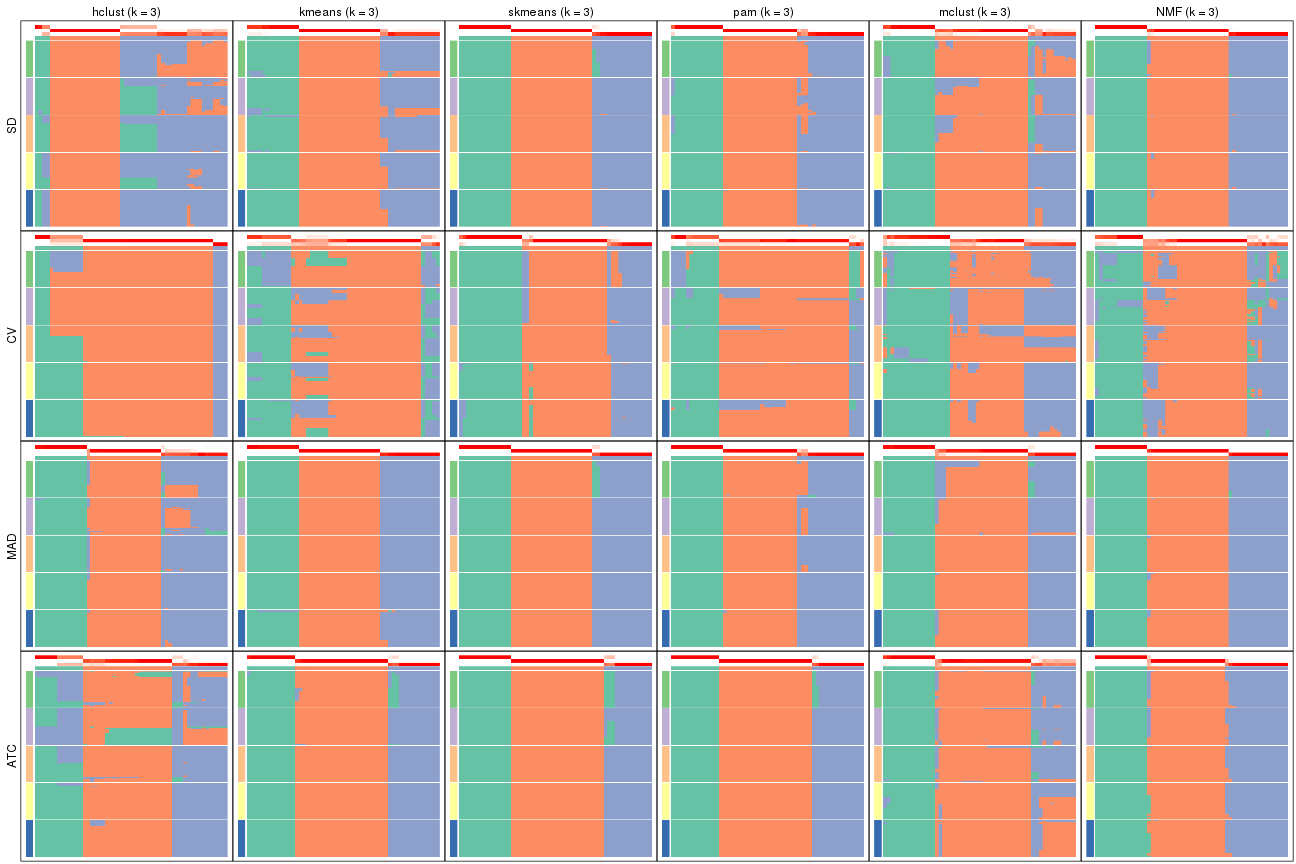 hclust (k = 3)
kmeans (k = 3)
skmeans (k = 3)
pam (k = 3)
mclust (k = 3)
NMF (k = 3)
SD
CV
MAD
ATC